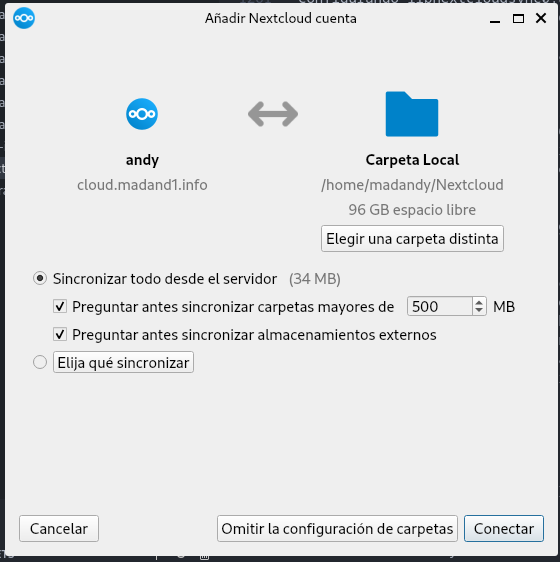 Añadir Nextcloud cuenta
andy
cloud.madand1.info
Carpeta Local
/home/madandy/Nextcloud
96 GB espacio libre
Elegir una carpeta distinta
Sincronizar todo desde el servidor (34 MB)
Preguntar antes sincronizar carpetas mayores de 500 MB
Preguntar antes sincronizar almacenamientos externos
Elija qué sincronizar
Cancelar Omitir la configuración de carpetas Conectar